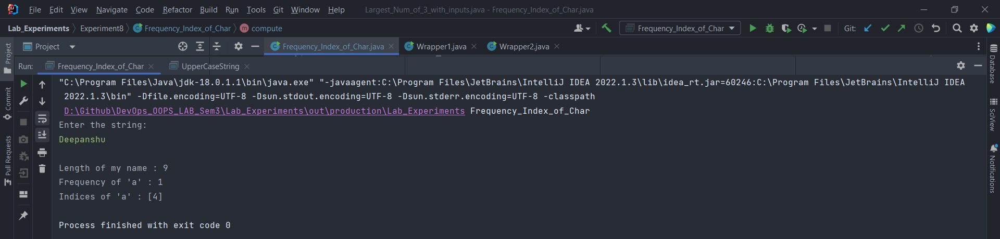 File Edit View Navigate Code Refactor Build Run Tools Git Window Help Largest_Num_of_3_with_inputs.java - Frequency_Index_of_Char.java
Lab_Experiments Experiment8 Frequency_Index_of_Char m compute Frequency_Index_of_Char Git:
Project Frequency_Index_of_Char.java Wrapper1.java Wrapper2.java
Run: Frequency_Index_of_Char UpperCaseString
"C:\Program Files\Java\jdk-18.0.1.1\bin\java.exe" "-javaagent:C:\Program Files\JetBrains\IntelliJ IDEA 2022.1.3\lib\idea_rt.jar=60246:C:\Program Files\JetBrains\IntelliJ IDEA
2022.1.3\bin" -Dfile.encoding=UTF-8 -Dsun.stdout.encoding=UTF-8 -Dsun.stderr.encoding=UTF-8 -classpath
D:\Github\DevOps_OOPS_LAB_Sem3\Lab_Experiments\out\production\Lab_Experiments Frequency_Index_of_Char
Enter the string:
Deepanshu
Length of my name : 9
Frequency of 'a' : 1
Indices of 'a' : [4]
Process finished with exit code 0
Project
Commit
Pull Requests
Database
SciView
Notifications